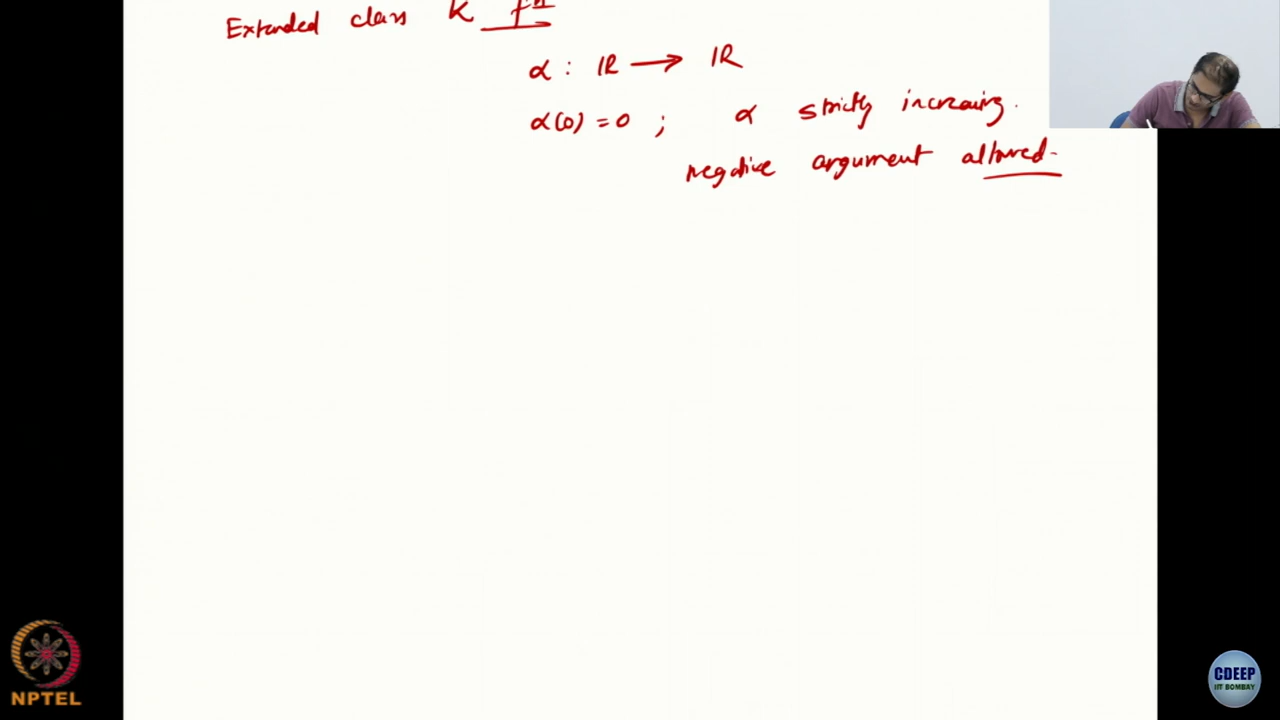 Extended class K fn
α : ℝ → ℝ
α(0) = 0 ; α strictly increasing.
negative argument allowed.
NPTEL
CDEEP
IIT BOMBAY